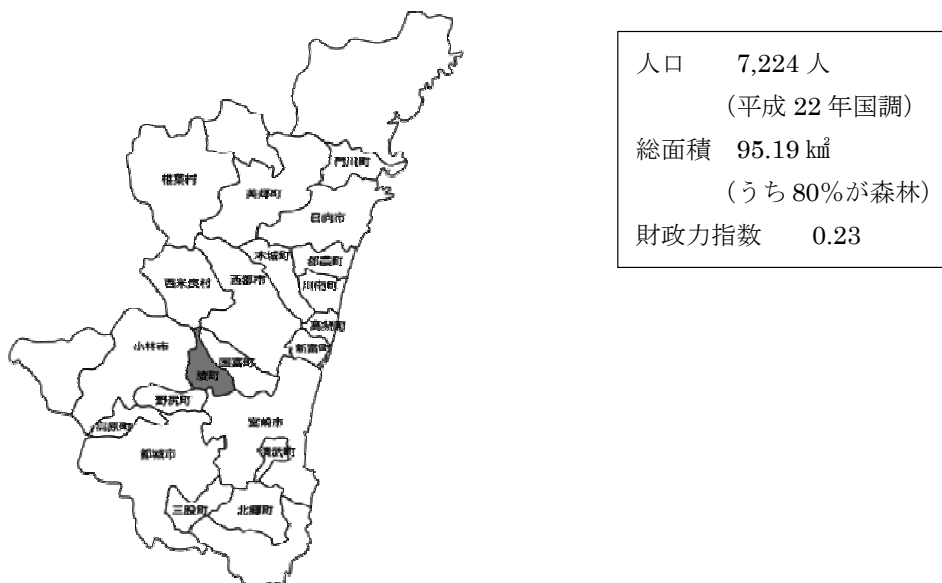 門川町
椎葉村
美郷町
日向市
木城町
都農町
西米良村
西都市
川南町
高鍋町
新富町
小林市
国富町
綾町
野尻町
高原町
宮崎市
清武町
都城市
三股町
北郷町
人口 7,224 人
(平成 22 年国調)
総面積 95.19 ㎢
(うち 80%が森林)
財政力指数 0.23